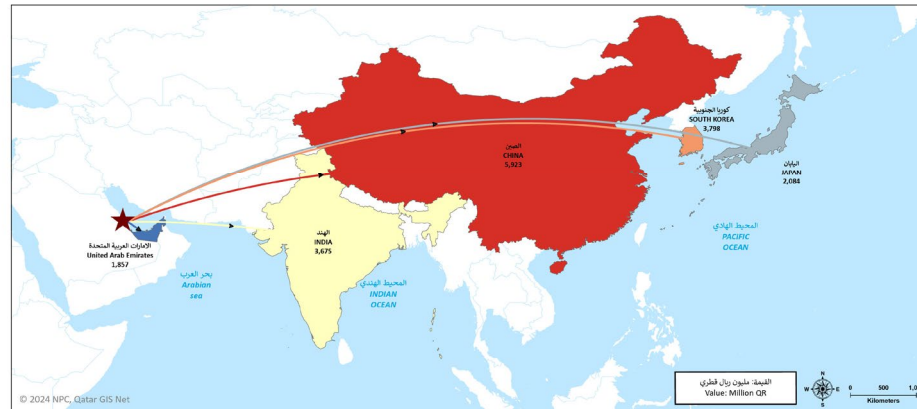 كوريا الجنوبية
SOUTH KOREA
3,798
الصين
CHINA
5,923
اليابان
JAPAN
2,084
الهند
INDIA
3,675
الامارات العربية المتحدة
United Arab Emirates
1,857
بحر العرب
Arabian
sea
المحيط الهندي
INDIAN
OCEAN
المحيط الهادي
PACIFIC
OCEAN
القيمة: مليون ريال قطري
Value: Million QR
N
W E
S
0 500
Kilometers
© 2024 NPC, Qatar GIS Net